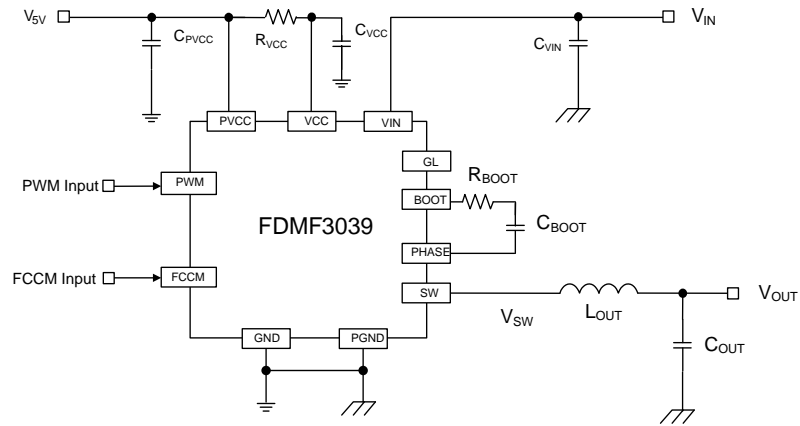 V5V
CPVCC
RVCC
CVCC
CVIN
VIN
PVCC
VCC
VIN
GL
PWM Input
PWM
BOOT
RBOOT
CBOOT
FDMF3039
PHASE
FCCM Input
FCCM
SW
VSW
LOUT
VOUT
COUT
GND
PGND